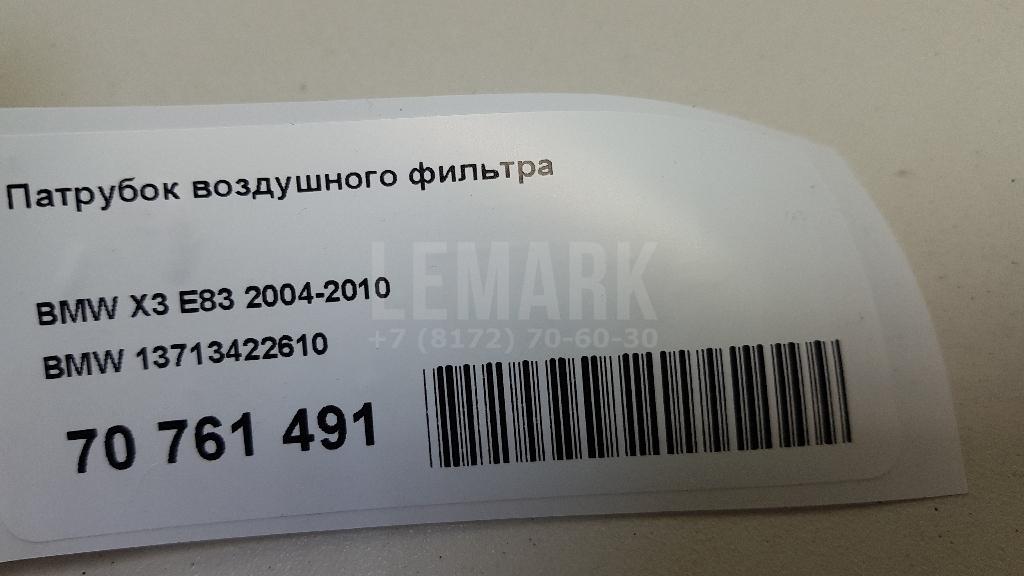 Патрубок воздушного фильтра
LEMARK
+7 (8172) 70-60-30
BMW X3 E83 2004-2010
BMW 13713422610
70 761 491